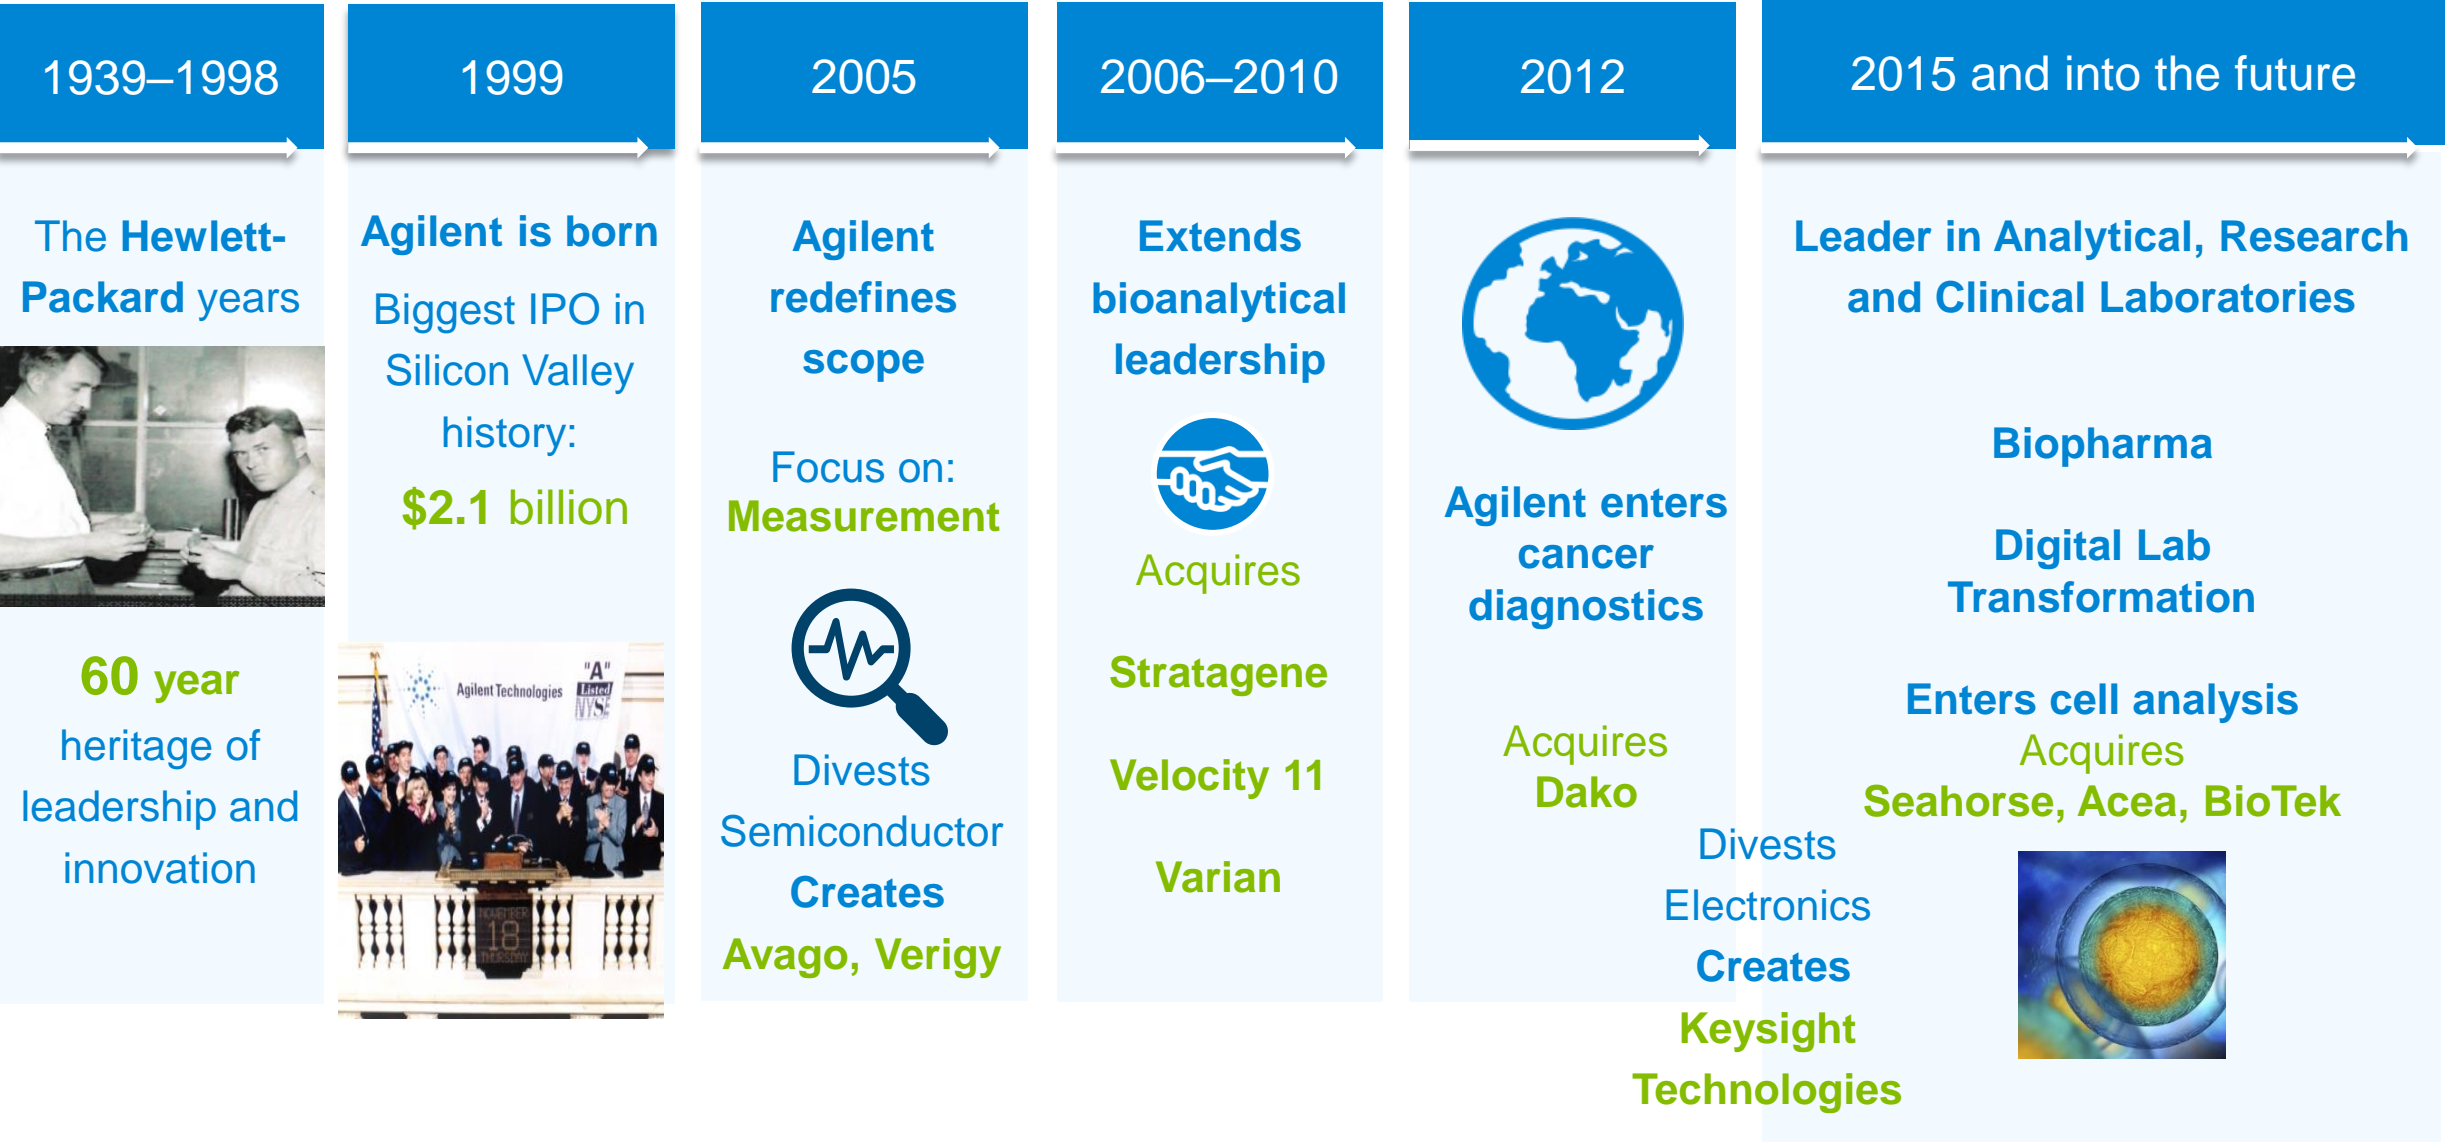 1939–1998
The Hewlett-
Packard years
60 year
heritage of
leadership and
innovation
1999
Agilent is born
Biggest IPO in
Silicon Valley
history:
$2.1 billion
Agilent Technologies
"A"
Listed
NYSE
NOVEMBER
18
THURSDAY
2005
Agilent
redefines
scope
Focus on:
Measurement
Divests
Semiconductor
Creates
Avago, Verigy
2006–2010
Extends
bioanalytical
leadership
Acquires
Stratagene
Velocity 11
Varian
2012
Agilent enters
cancer
diagnostics
Acquires
Dako
Divests
Electronics
Creates
Keysight
Technologies
2015 and into the future
Leader in Analytical, Research
and Clinical Laboratories
Biopharma
Digital Lab
Transformation
Enters cell analysis
Acquires
Seahorse, Acea, BioTek